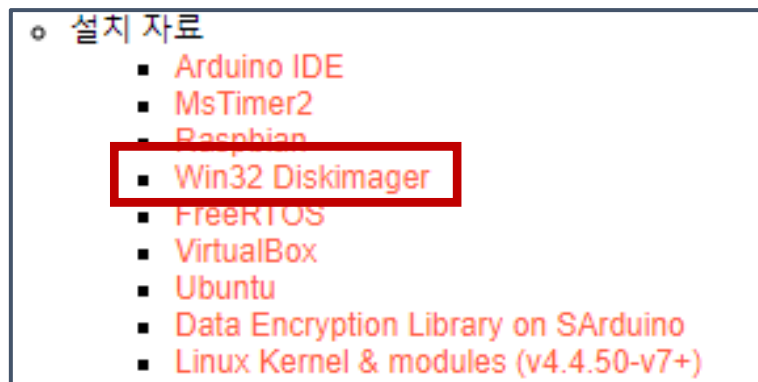 설치 자료
Arduino IDE
MsTimer2
Raspbian
Win32 Diskimager
FreeRTOS
VirtualBox
Ubuntu
Data Encryption Library on SArduino
Linux Kernel & modules (v4.4.50-v7+)